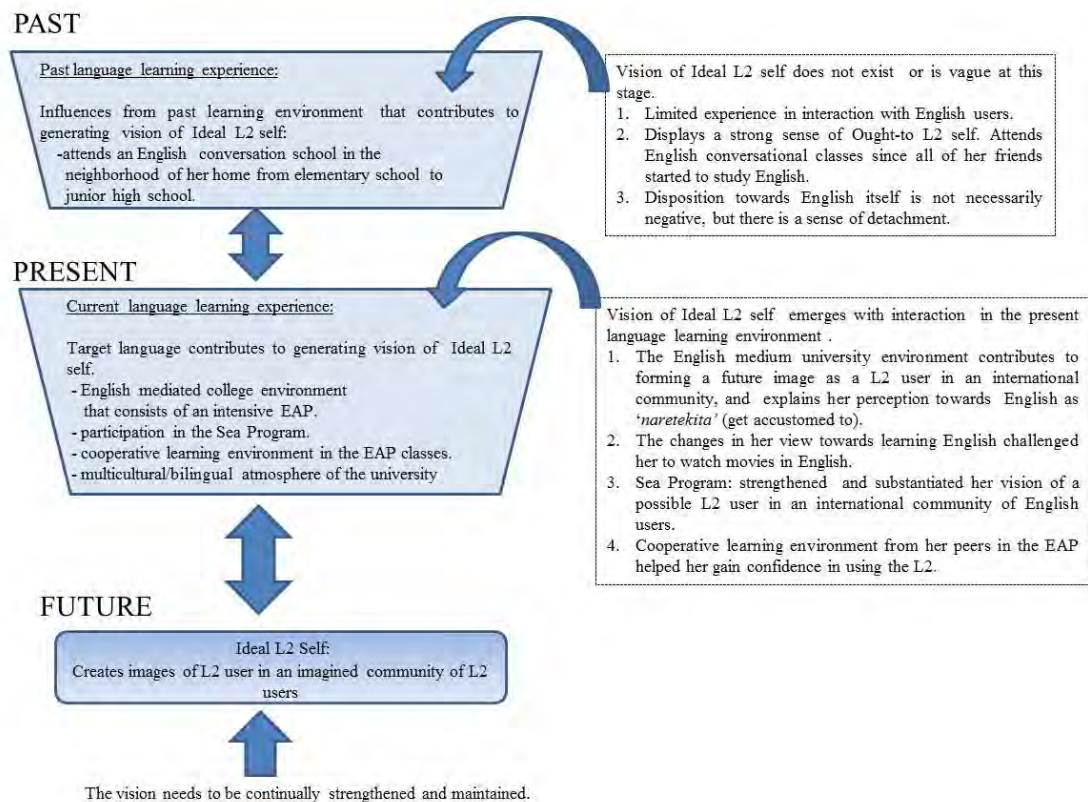 PAST
Past language learning experience:
Influences from past learning environment that contributes to
generating vision of Ideal L2 self:
-attends an English conversation school in the
neighborhood of her home from elementary school to
junior high school.
Vision of Ideal L2 self does not exist or is vague at this
stage.
1. Limited experience in interaction with English users.
2. Displays a strong sense of Ought-to L2 self. Attends
English conversational classes since all of her friends
started to study English.
3. Disposition towards English itself is not necessarily
negative, but there is a sense of detachment.
PRESENT
Current language learning experience:
Target language contributes to generating vision of Ideal L2
self.
- English mediated college environment
that consists of an intensive EAP.
- participation in the Sea Program.
- cooperative learning environment in the EAP classes.
- multicultural/bilingual atmosphere of the university
Vision of Ideal L2 self emerges with interaction in the present
language learning environment .
1. The English medium university environment contributes to
forming a future image as a L2 user in an international
community, and explains her perception towards English as
‘naretekita’ (get accustomed to).
2. The changes in her view towards learning English challenged
her to watch movies in English.
3. Sea Program: strengthened and substantiated her vision of a
possible L2 user in an international community of English
users.
4. Cooperative learning environment from her peers in the EAP
helped her gain confidence in using the L2.
FUTURE
Ideal L2 Self:
Creates images of L2 user in an imagined community of L2
users
The vision needs to be continually strengthened and maintained.